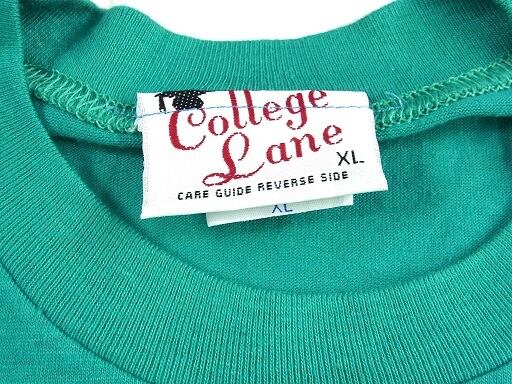 College
Lane
XL
CARE GUIDE REVERSE SIDE
XL